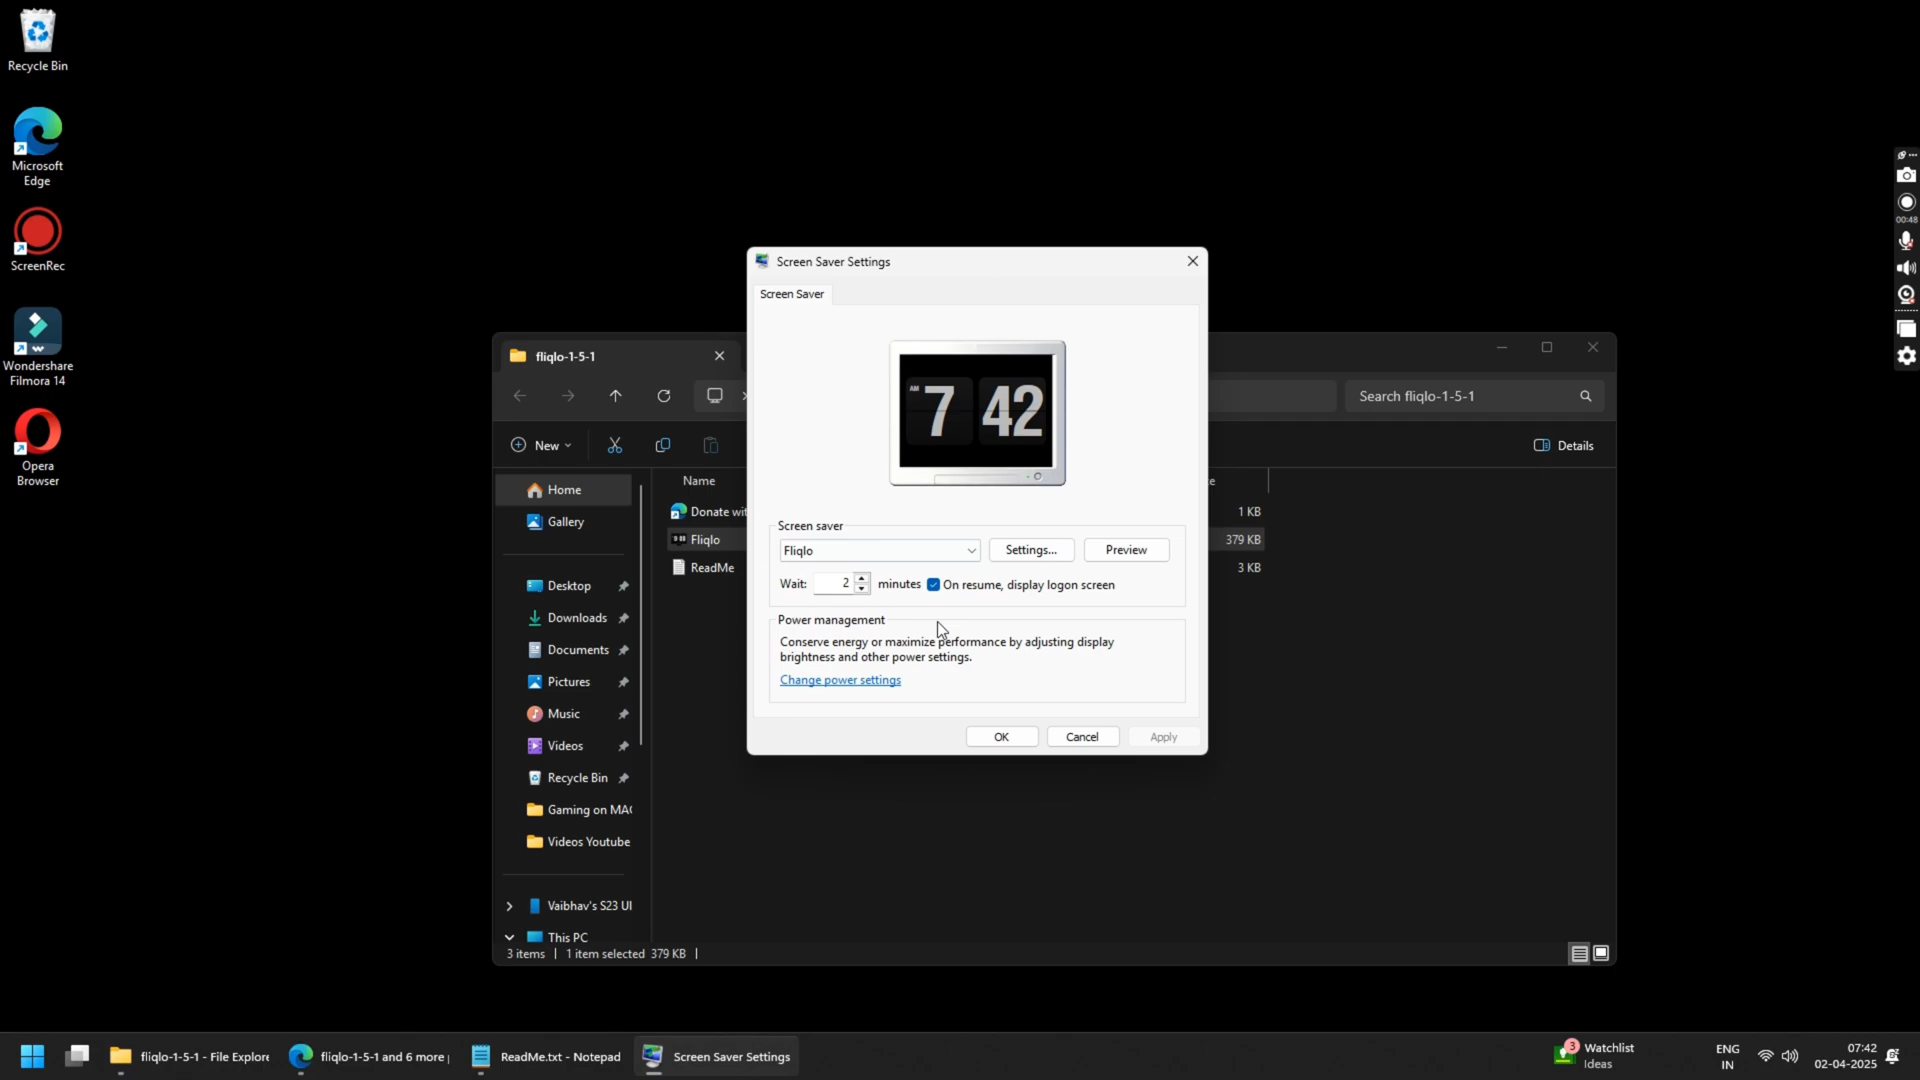 Recycle Bin
Microsoft
Edge
ScreenRec
Wondershare
Filmora 14
Opera
Browser
00:48
Screen Saver Settings
Screen Saver
AM
7 42
Screen saver
Fliqlo
Settings...
Preview
Wait: 2 minutes On resume, display logon screen
Power management
Conserve energy or maximize performance by adjusting display
brightness and other power settings.
Change power settings
OK
Cancel
Apply
fliqlo-1-5-1
Search fliqlo-1-5-1
New
Details
Home
Gallery
Desktop
Downloads
Documents
Pictures
Music
Videos
Recycle Bin
Gaming on MAC
Videos Youtube
Vaibhav's S23 Ul
This PC
Name
Donate wit
1 KB
Fliqlo
379 KB
ReadMe
3 KB
3 items
1 item selected 379 KB
fliqlo-1-5-1 - File Explore
fliqlo-1-5-1 and 6 more
ReadMe.txt - Notepad
Screen Saver Settings
3
Watchlist
Ideas
ENG
IN
07:42
02-04-2025